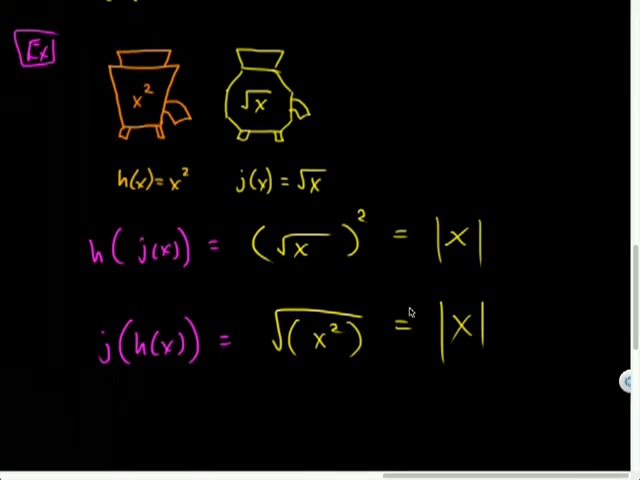 Ex
x² √x
h(x)=x² j(x)=√x
h(j(x)) = (√x)² = |x|
j(h(x)) = √(x²) = |x|